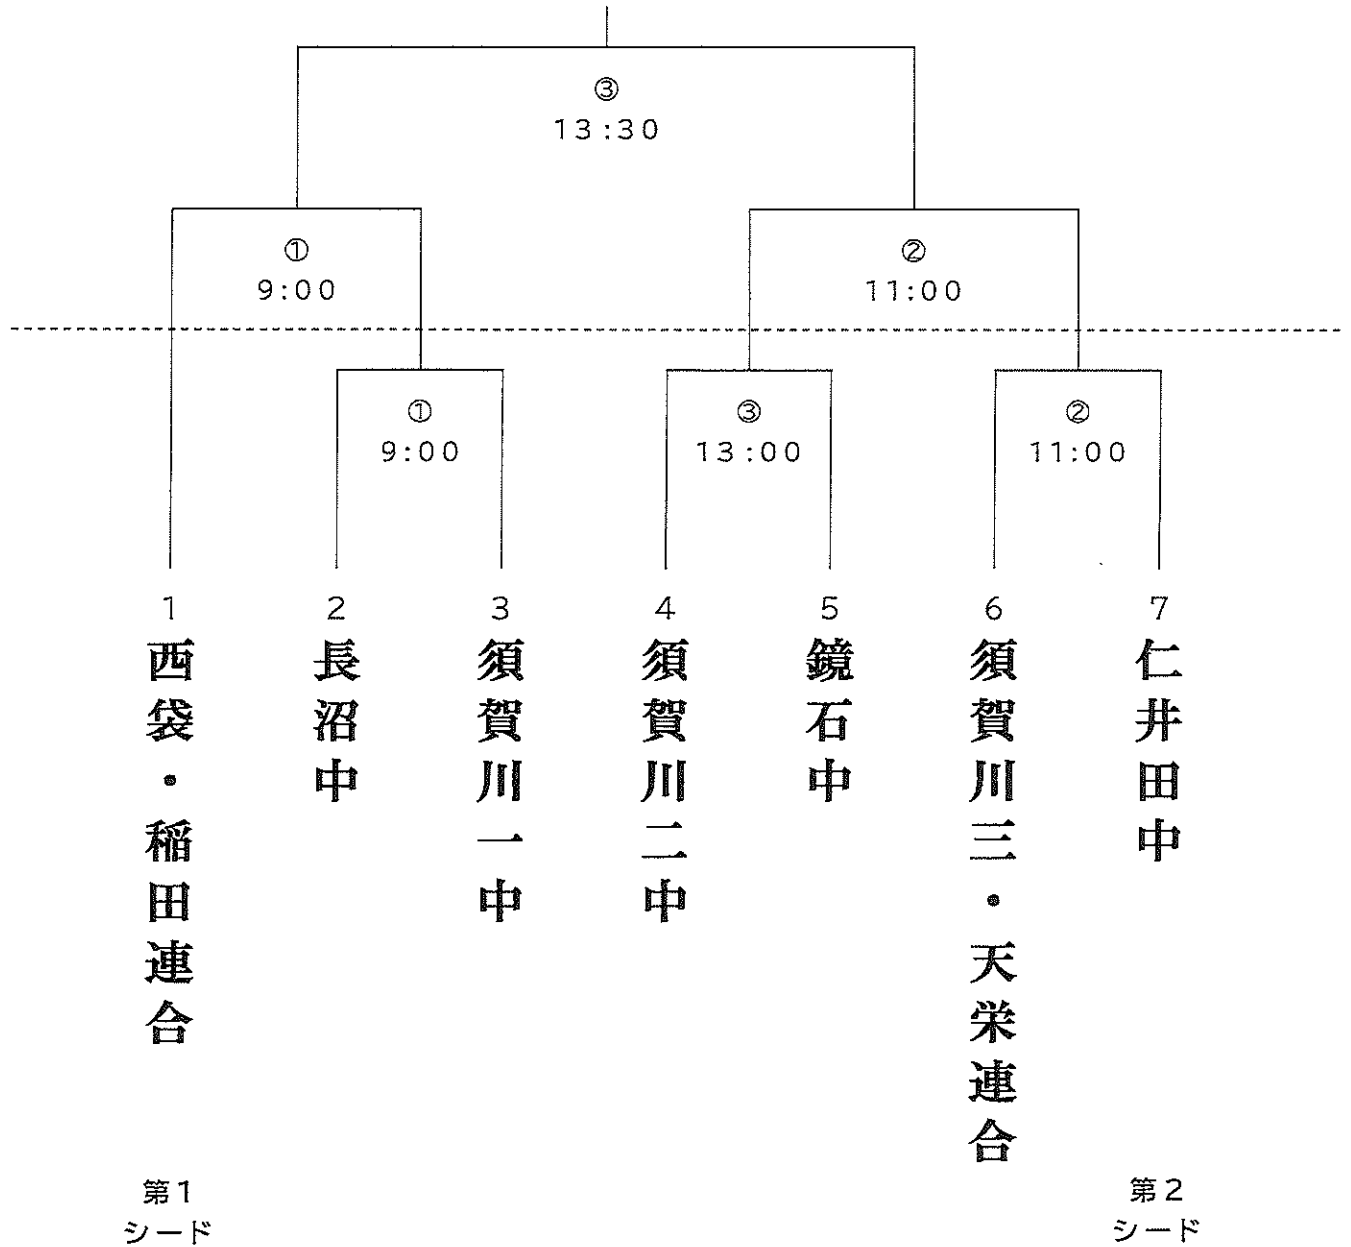 ③
13:30
①
9:00
②
11:00
①
9:00
③
13:00
②
11:00
1
西袋・稲田連合
2
長沼中
3
須賀川一中
4
須賀川二中
5
鏡石中
6
須賀川三・天栄連合
7
仁井田中
第1
シード
第2
シード